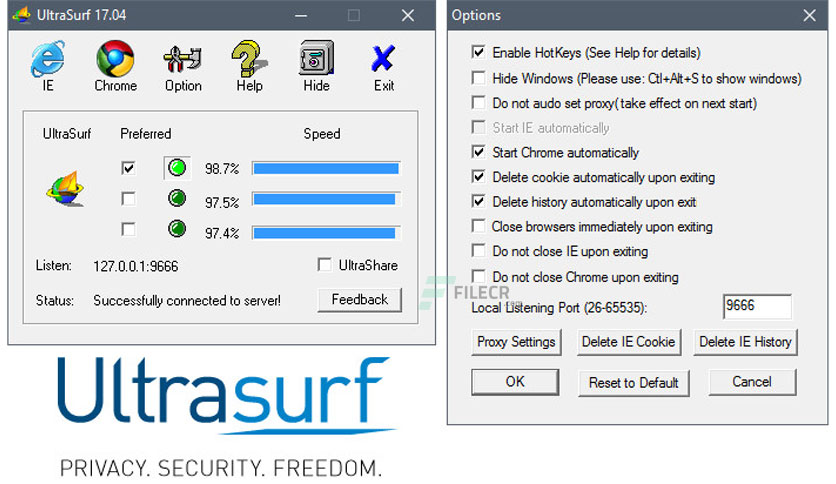 UltraSurf 17.04
IE Chrome Option Help Hide Exit
UltraSurf Preferred Speed
98.7%
97.5%
97.4%
Listen: 127.0.0.1:9666 UltraShare
Status: Successfully connected to server! Feedback
Ultrasurf
PRIVACY. SECURITY. FREEDOM.
Options
Enable HotKeys (See Help for details)
Hide Windows (Please use: Ctl+Alt+S to show windows)
Do not audo set proxy( take effect on next start)
Start IE automatically
Start Chrome automatically
Delete cookie automatically upon exiting
Delete history automatically upon exit
Close browsers immediately upon exiting
Do not close IE upon exiting
Do not close Chrome upon exiting
FILECR
Local Listening Port (26-65535): 9666
Proxy Settings Delete IE Cookie Delete IE History
OK Reset to Default Cancel